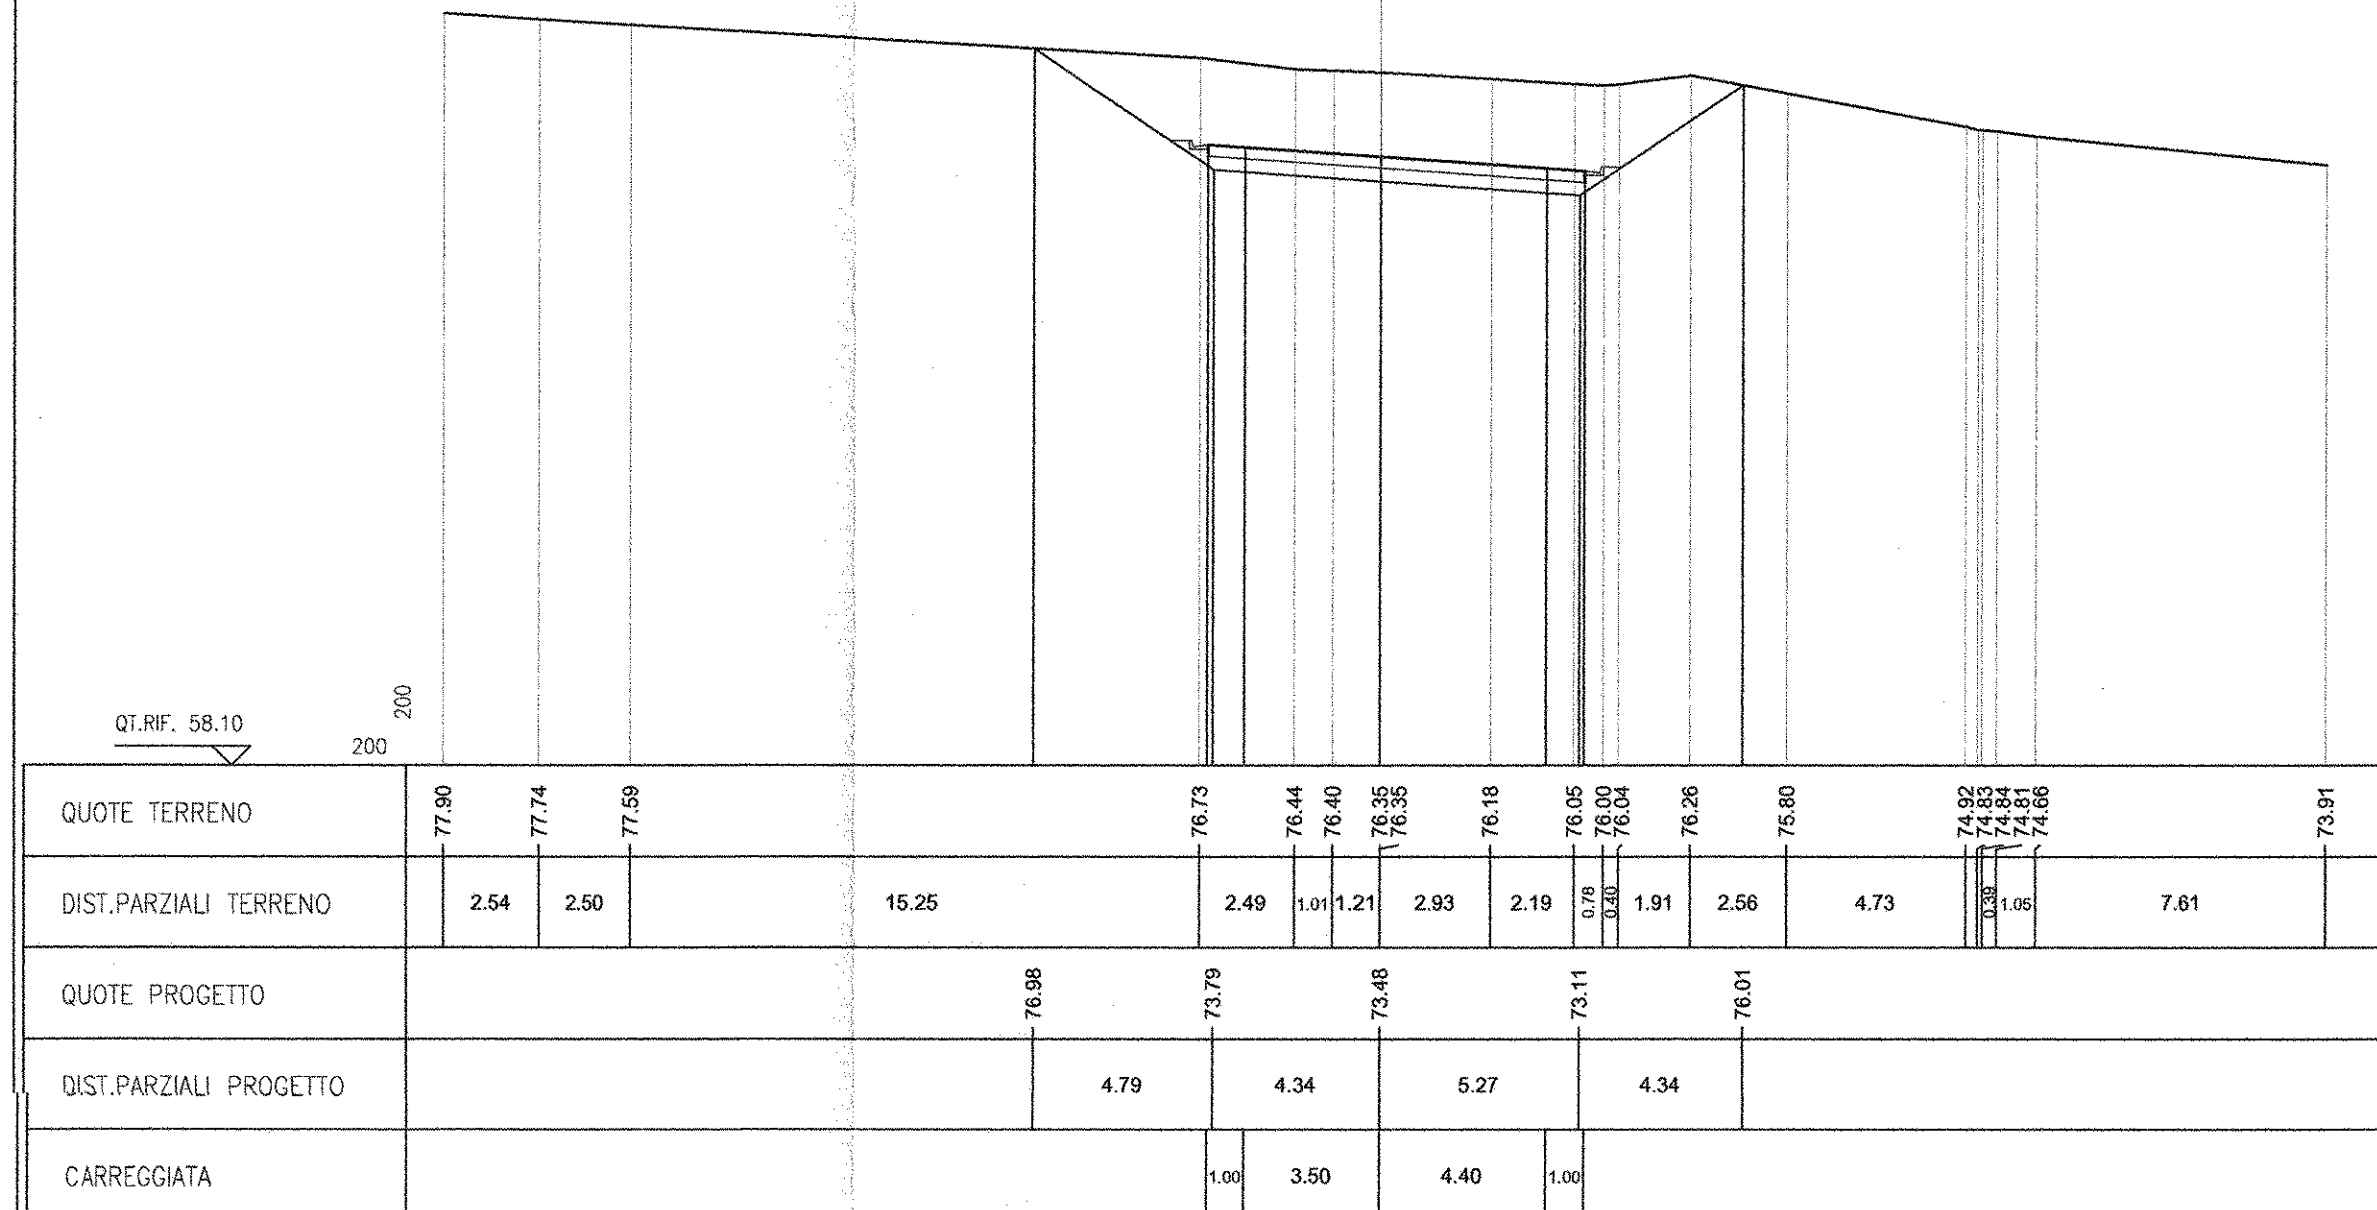 200
QT.RIF. 58.10
200
QUOTE TERRENO 77.90 77.74 77.59 76.73 76.44 76.40 76.35 76.35 76.18 76.05 76.00 76.04 76.26 75.80 74.92 74.83 74.84 74.81 74.66 73.91
DIST.PARZIALI TERRENO 2.54 2.50 15.25 2.49 1.01 1.21 2.93 2.19 0.78 0.40 1.91 2.56 4.73 0.39 1.05 7.61
QUOTE PROGETTO 76.98 73.79 73.48 73.11 76.01
DIST.PARZIALI PROGETTO 4.79 4.34 5.27 4.34
CARREGGIATA 1.00 3.50 4.40 1.00